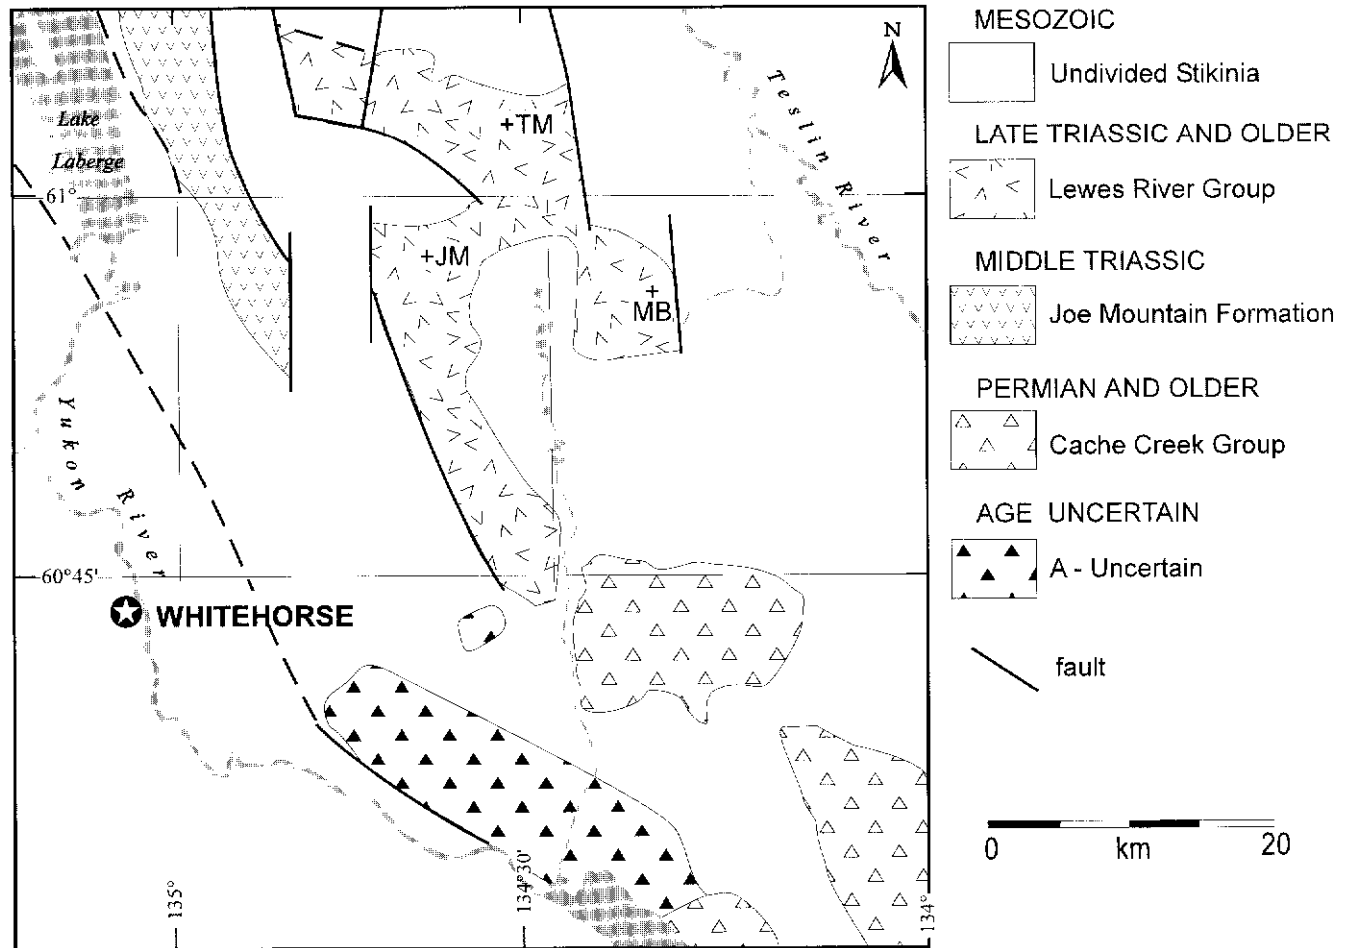 N
Lake
Laberge
61°
+TM
+JM
+
MB
Teslin River
Yukon River
60°45'
WHITEHORSE
135°
134°30'
134°
MESOZOIC
Undivided Stikinia
LATE TRIASSIC AND OLDER
Lewes River Group
MIDDLE TRIASSIC
Joe Mountain Formation
PERMIAN AND OLDER
Cache Creek Group
AGE UNCERTAIN
A - Uncertain
fault
0 km 20